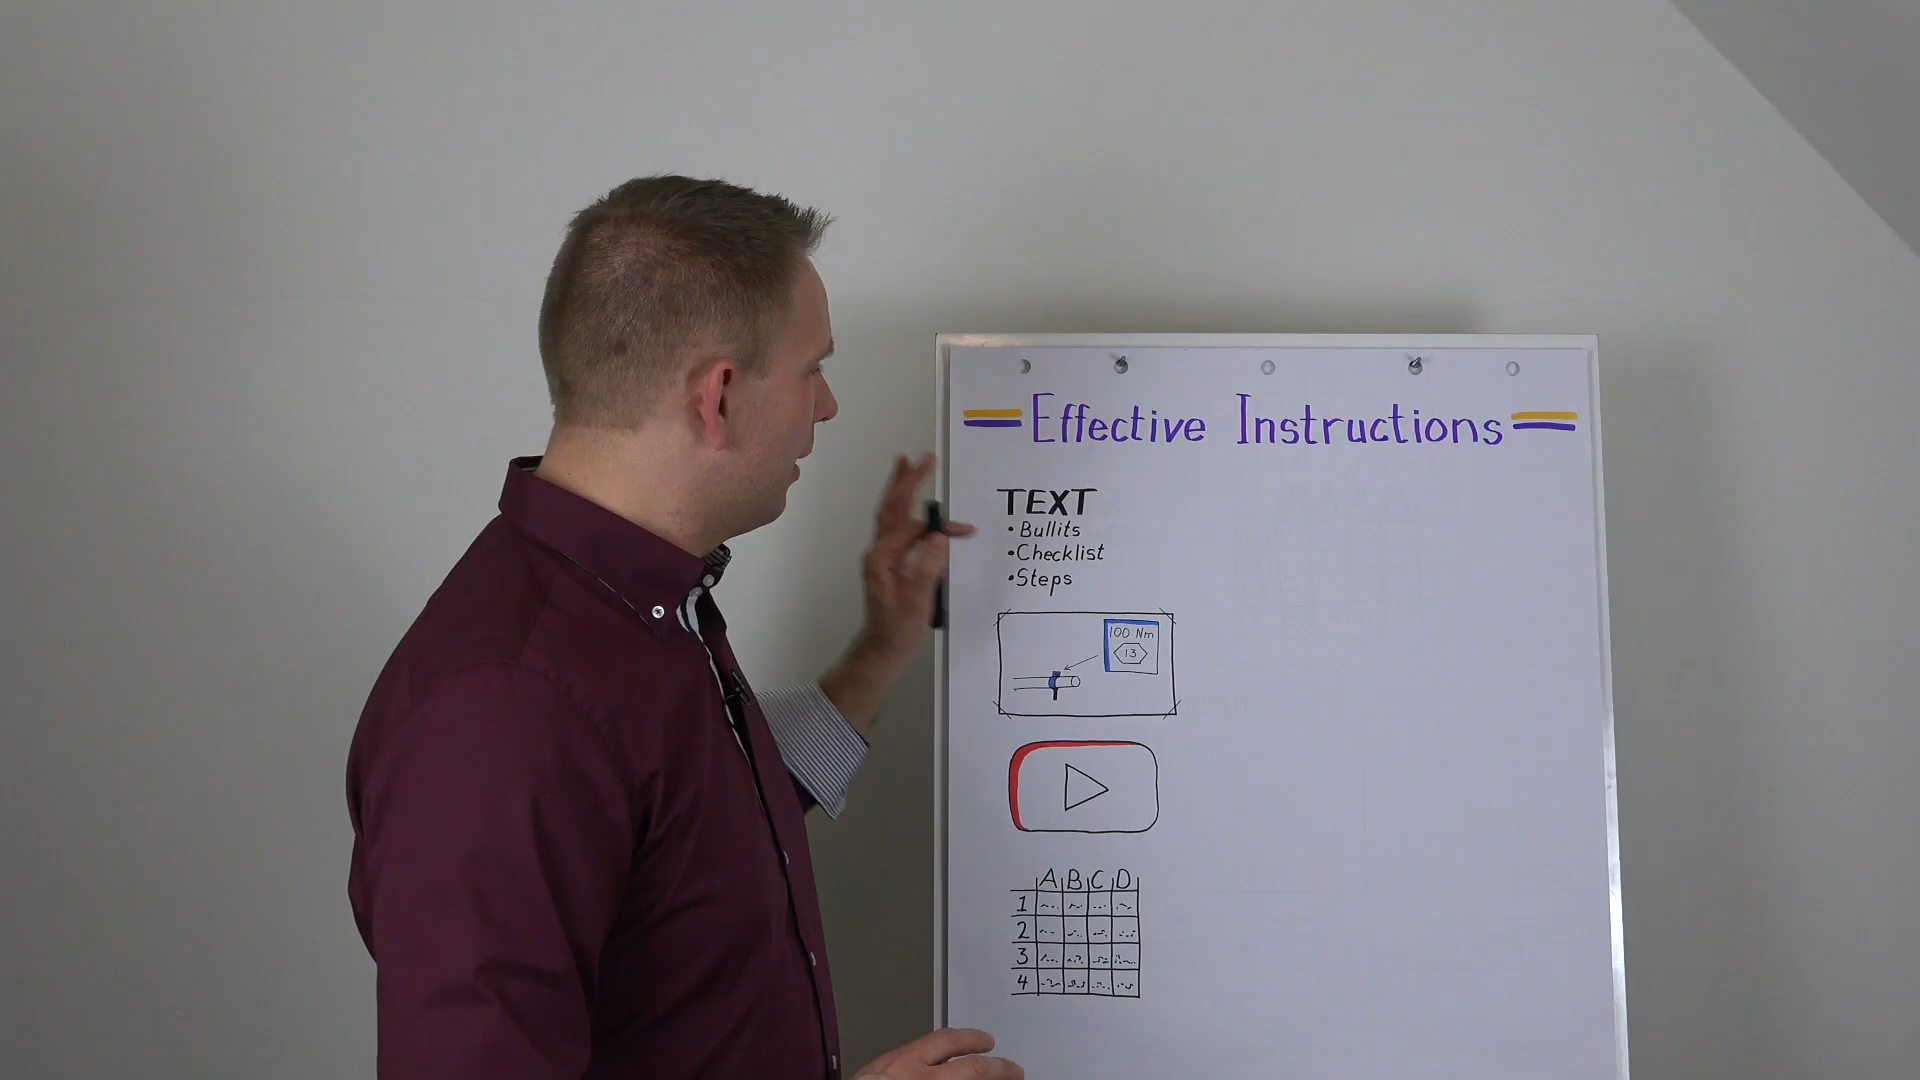 Effective Instructions
TEXT
•Bullits
•Checklist
•Steps
100 Nm
13
A B C D
1
2
3
4